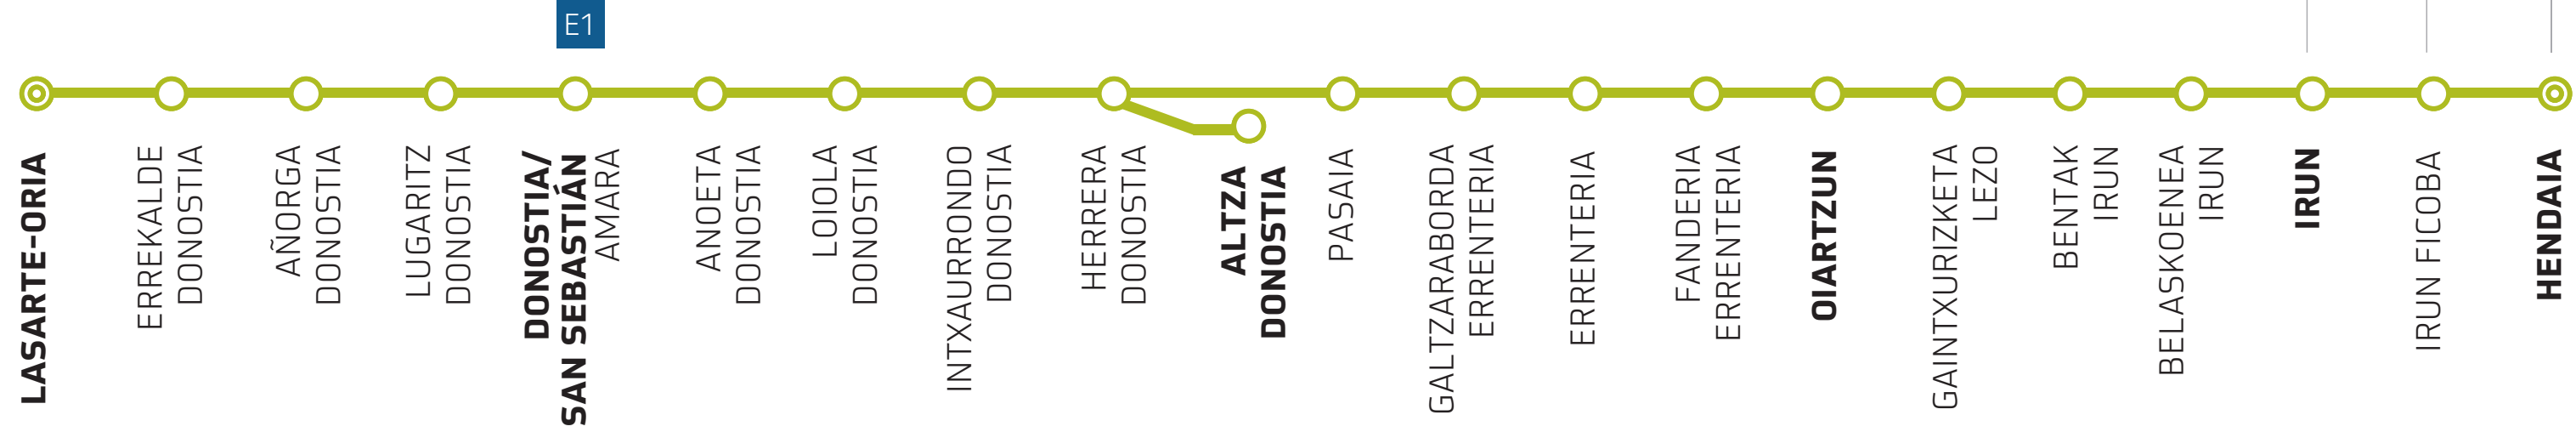 E1
LASARTE-ORIA
ERREKALDE
DONOSTIA
AÑORGA
DONOSTIA
LUGARITZ
DONOSTIA
DONOSTIA/
SAN SEBASTIÁN
AMARA
ANOETA
DONOSTIA
LOIOLA
DONOSTIA
INTXAURRONDO
DONOSTIA
HERRERA
DONOSTIA
ALTZA
DONOSTIA
PASAIA
GALTZARABORDA
ERRENTERIA
ERRENTERIA
FANDERIA
ERRENTERIA
OIARTZUN
GAINTXURIZKETA
LEZO
BENTAK
IRUN
BELASKOENEA
IRUN
IRUN
IRUN FICOBA
HENDAIA